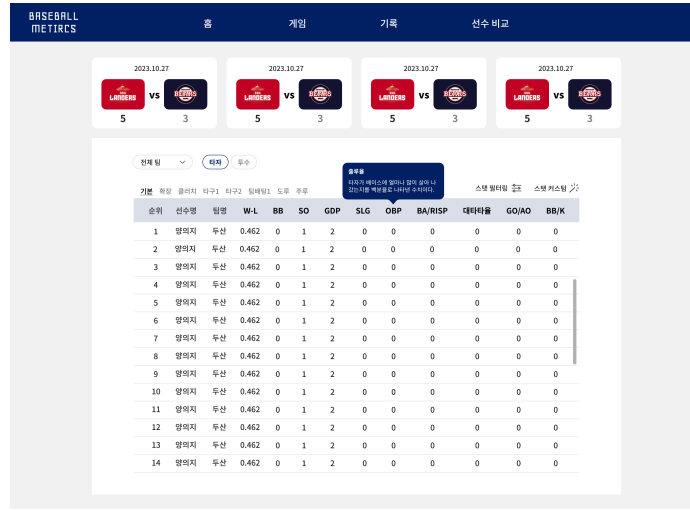 BASEBALL
METIRCS
홈 게임 기록 선수 비교
2023.10.27 2023.10.27 2023.10.27 2023.10.27
LANDERS VS BEARS LANDERS VS BEARS LANDERS VS BEARS LANDERS VS BEARS
5 3 5 3 5 3 5 3
전체 팀 타자 투수
출루율
타자가 베이스에 얼마나 많이 살아 나
갔는지를 백분율로 나타낸 수치이다.
기본 확장 클러치 타구1 타구2 팀배팅1 도루 주루 스탯 필터링 스탯 커스텀
순위 선수명 팀명 W-L BB SO GDP SLG OBP BA/RISP 대타타율 GO/AO BB/K
1 양의지 두산 0.462 0 1 2 0 0 0 0 0 0
2 양의지 두산 0.462 0 1 2 0 0 0 0 0 0
3 양의지 두산 0.462 0 1 2 0 0 0 0 0 0
4 양의지 두산 0.462 0 1 2 0 0 0 0 0 0
5 양의지 두산 0.462 0 1 2 0 0 0 0 0 0
6 양의지 두산 0.462 0 1 2 0 0 0 0 0 0
7 양의지 두산 0.462 0 1 2 0 0 0 0 0 0
8 양의지 두산 0.462 0 1 2 0 0 0 0 0 0
9 양의지 두산 0.462 0 1 2 0 0 0 0 0 0
10 양의지 두산 0.462 0 1 2 0 0 0 0 0 0
11 양의지 두산 0.462 0 1 2 0 0 0 0 0 0
12 양의지 두산 0.462 0 1 2 0 0 0 0 0 0
13 양의지 두산 0.462 0 1 2 0 0 0 0 0 0
14 양의지 두산 0.462 0 1 2 0 0 0 0 0 0